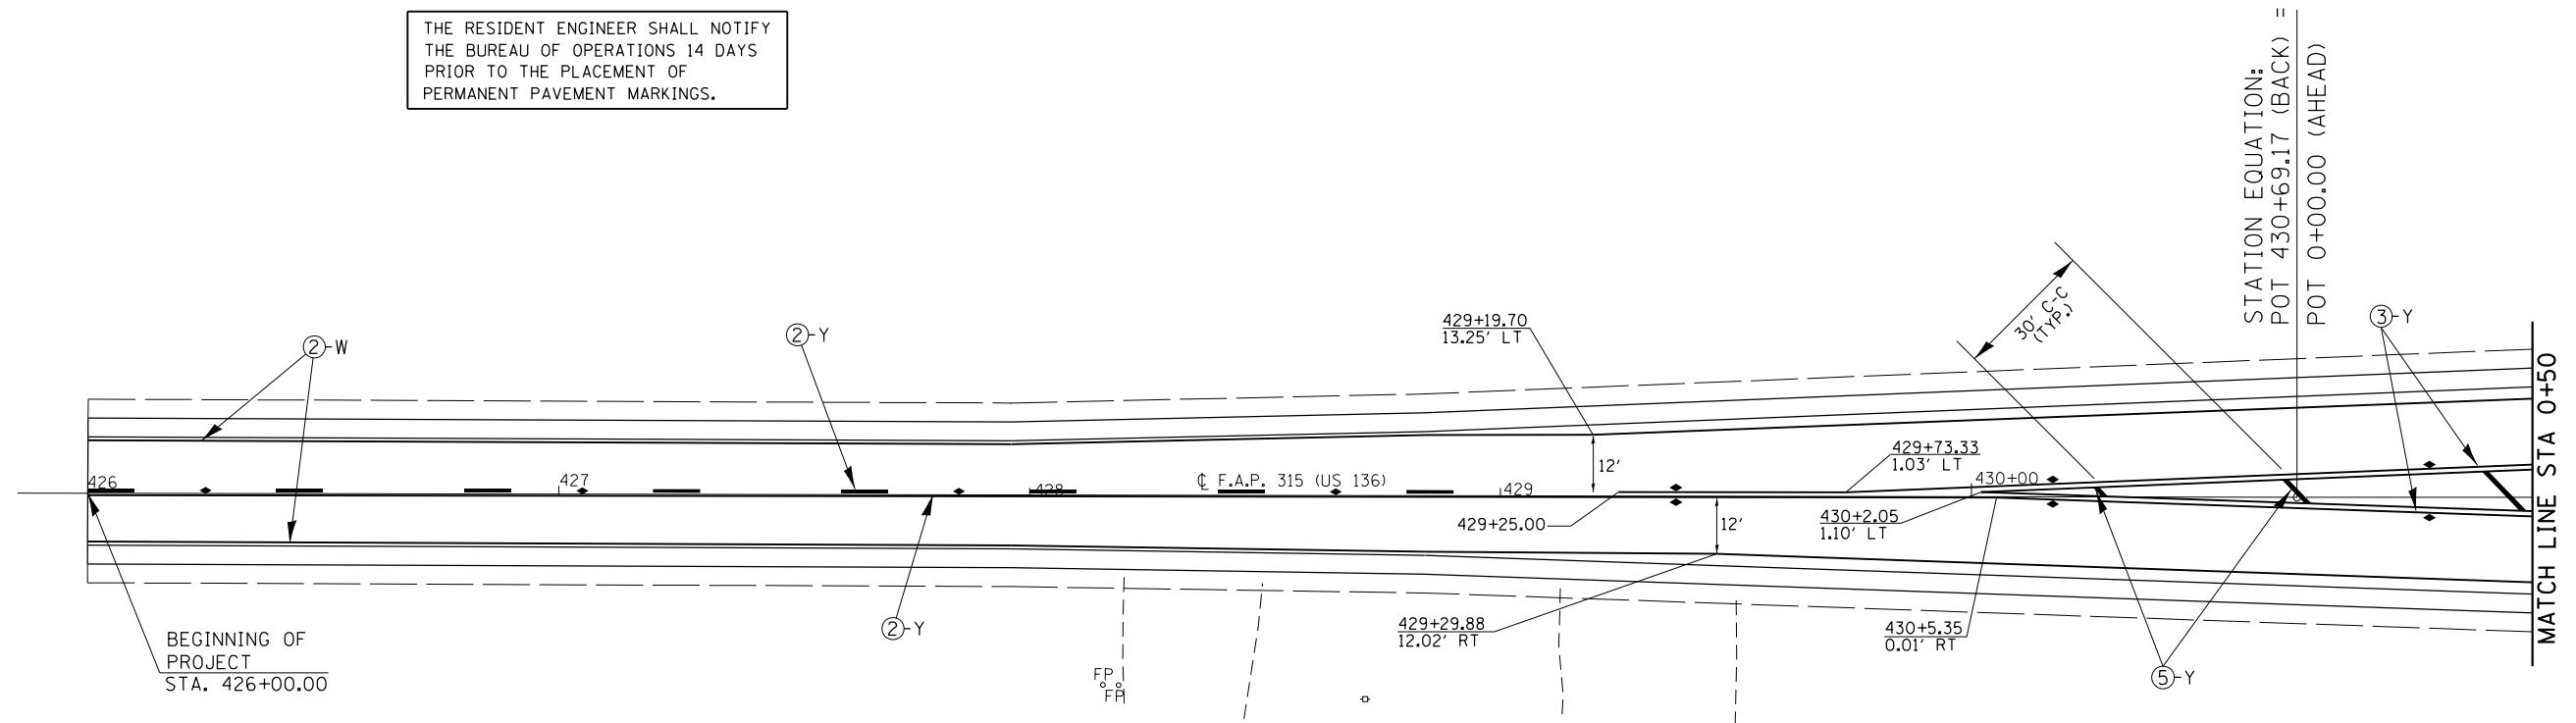 THE RESIDENT ENGINEER SHALL NOTIFY
THE BUREAU OF OPERATIONS 14 DAYS
PRIOR TO THE PLACEMENT OF
PERMANENT PAVEMENT MARKINGS.
STATION EQUATION:
POT 430+69.17 (BACK) =
POT 0+00.00 (AHEAD)
2-W
2-Y
429+19.70
13.25' LT
30' C-C
(TYP.)
3-Y
MATCH LINE STA 0+50
426
427
428
℄ F.A.P. 315 (US 136)
429
12'
429+73.33
1.03' LT
430+00
429+25.00
12'
430+2.05
1.10' LT
2-Y
429+29.88
12.02' RT
430+5.35
0.01' RT
5-Y
BEGINNING OF
PROJECT
STA. 426+00.00
FP
FP